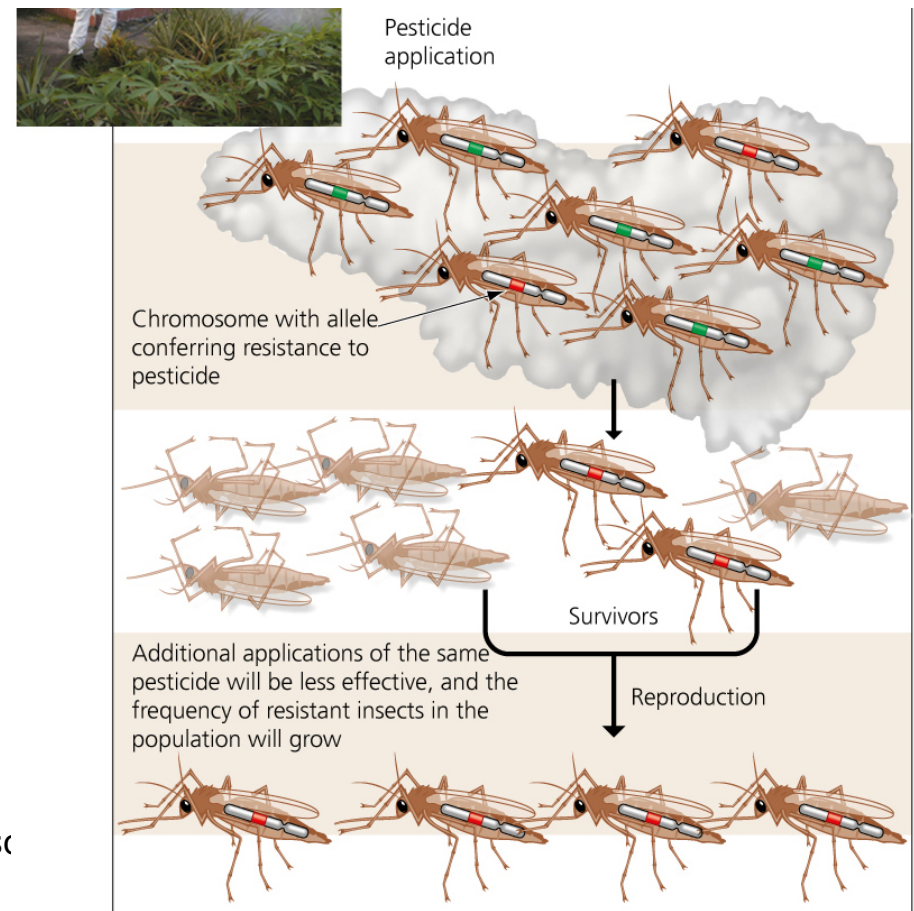 Pesticide
application
Chromosome with allele
conferring resistance to
pesticide
Survivors
Additional applications of the same
pesticide will be less effective, and the
frequency of resistant insects in the
population will grow
Reproduction